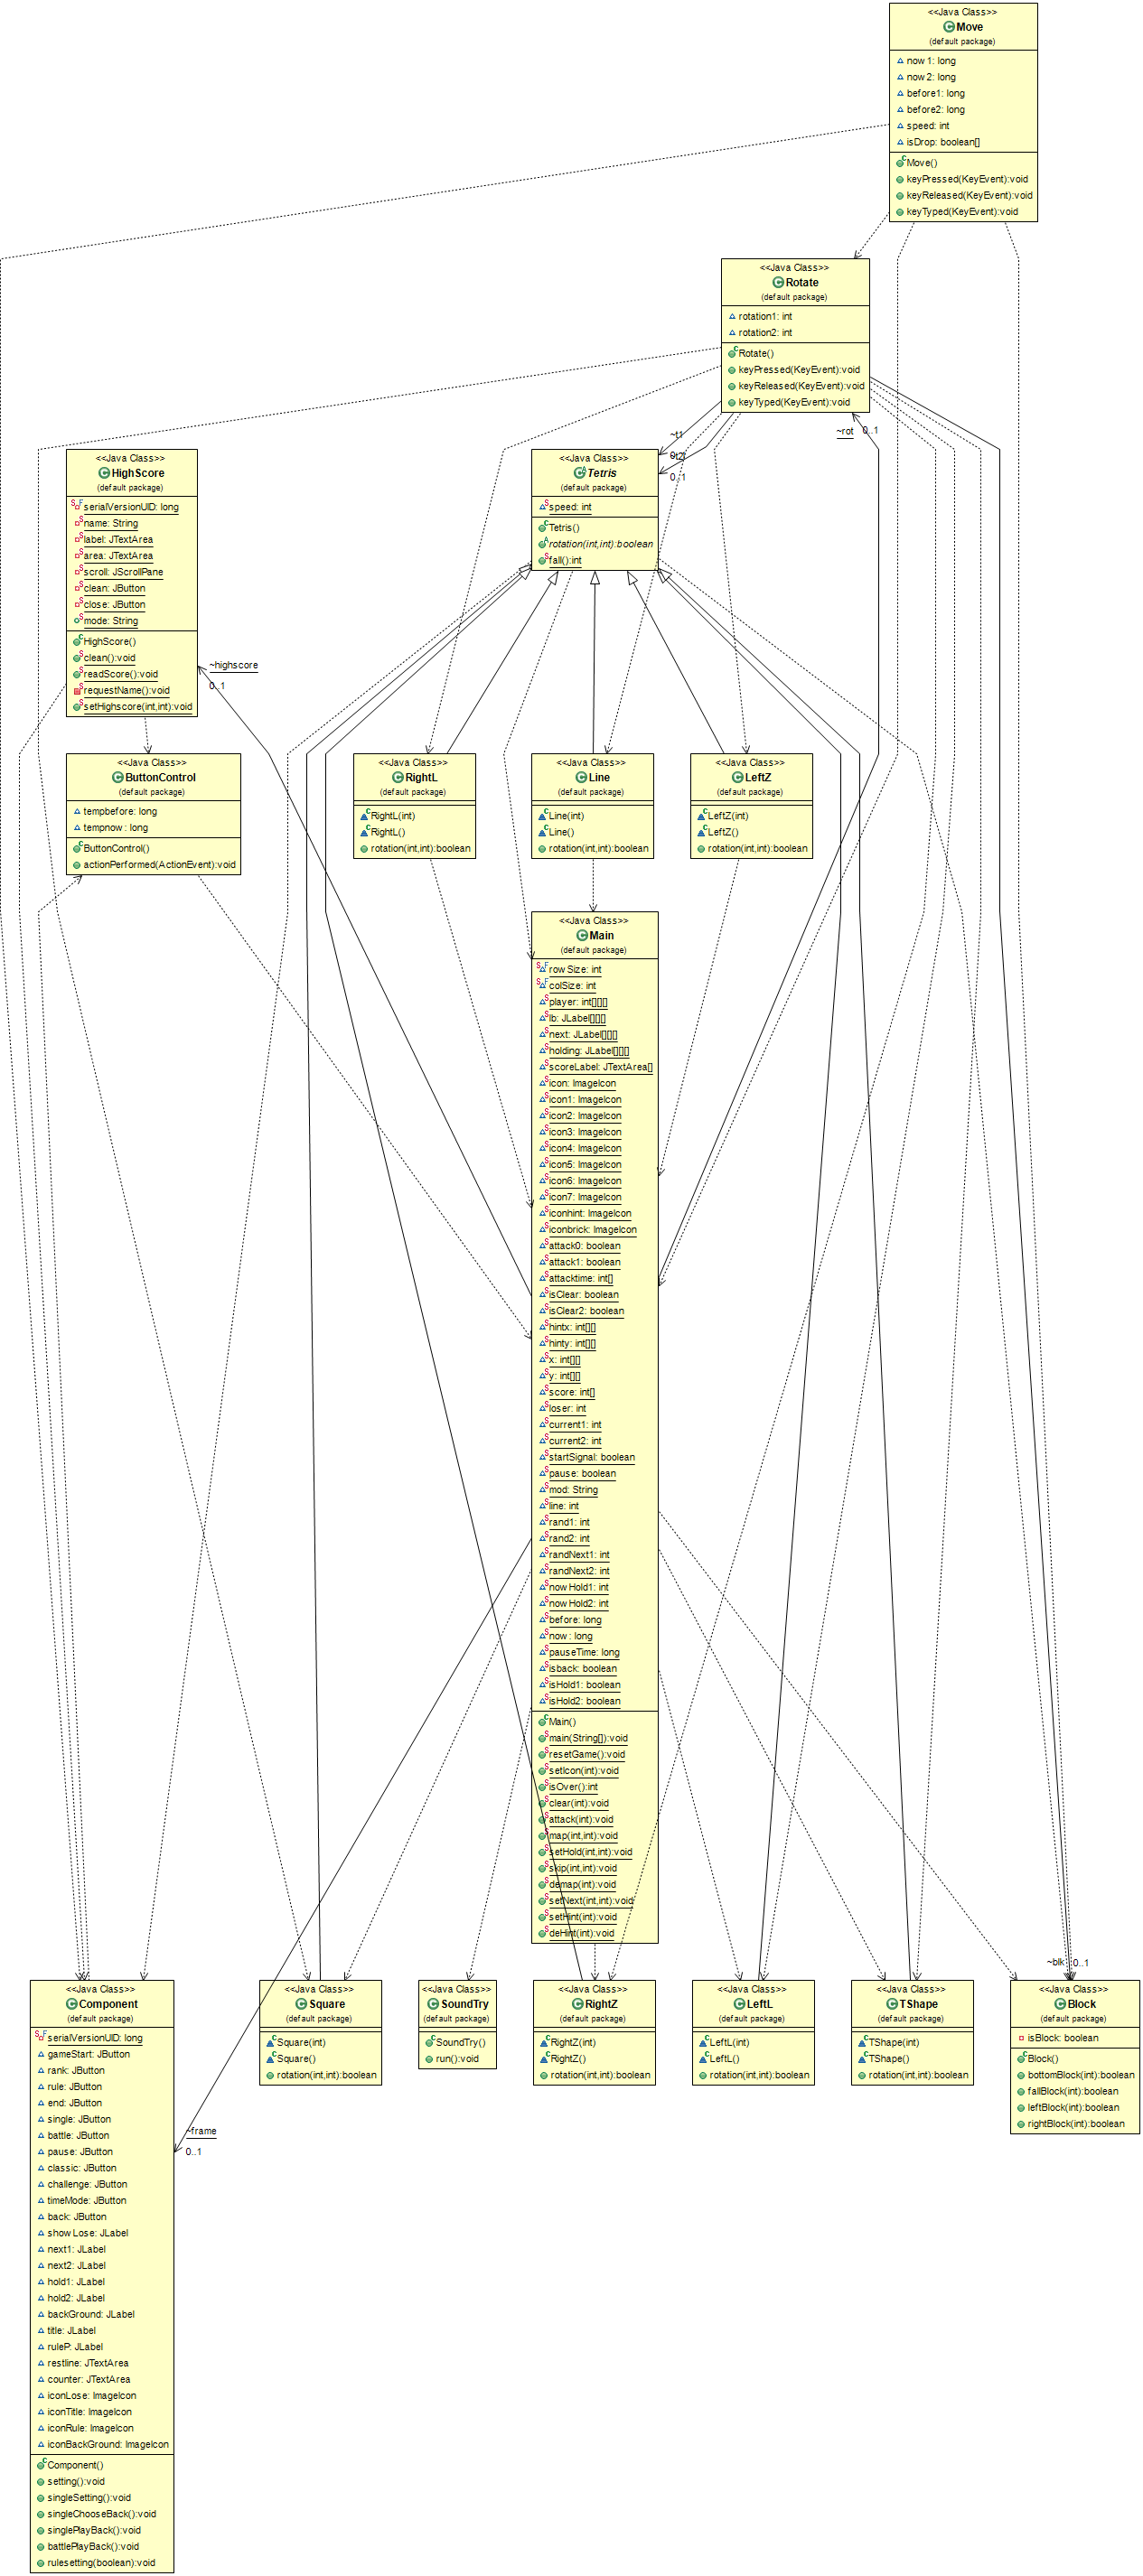 <<Java Class>>
Move
(default package)
now1: long
now2: long
before1: long
before2: long
speed: int
isDrop: boolean[]
Move()
keyPressed(KeyEvent):void
keyReleased(KeyEvent):void
keyTyped(KeyEvent):void
<<Java Class>>
Rotate
(default package)
rotation1: int
rotation2: int
Rotate()
keyPressed(KeyEvent):void
keyReleased(KeyEvent):void
keyTyped(KeyEvent):void
~t1
~rot
0..1
0..1
<<Java Class>>
HighScore
(default package)
serialVersionUID: long
name: String
label: JTextArea
area: JTextArea
scroll: JScrollPane
clean: JButton
close: JButton
mode: String
HighScore()
clean():void
readScore():void
requestName():void
setHighscore(int,int):void
<<Java Class>>
Tetris
(default package)
speed: int
Tetris()
rotation(int,int):boolean
fall():int
~highscore
0..1
<<Java Class>>
ButtonControl
(default package)
tempbefore: long
tempnow: long
ButtonControl()
actionPerformed(ActionEvent):void
<<Java Class>>
RightL
(default package)
RightL(int)
RightL()
rotation(int,int):boolean
<<Java Class>>
Line
(default package)
Line(int)
Line()
rotation(int,int):boolean
<<Java Class>>
LeftZ
(default package)
LeftZ(int)
LeftZ()
rotation(int,int):boolean
<<Java Class>>
Main
(default package)
rowSize: int
colSize: int
player: int[][][]
lb: JLabel[][][]
next: JLabel[][][]
holding: JLabel[][][]
scoreLabel: JTextArea[]
icon: ImageIcon
icon1: ImageIcon
icon2: ImageIcon
icon3: ImageIcon
icon4: ImageIcon
icon5: ImageIcon
icon6: ImageIcon
icon7: ImageIcon
iconhint: ImageIcon
iconbrick: ImageIcon
attack0: boolean
attack1: boolean
attacktime: int[]
isClear: boolean
isClear2: boolean
hintx: int[][]
hinty: int[][]
x: int[][]
y: int[][]
score: int[]
loser: int
current1: int
current2: int
startSignal: boolean
pause: boolean
mod: String
line: int
rand1: int
rand2: int
randNext1: int
randNext2: int
nowHold1: int
nowHold2: int
before: long
now: long
pauseTime: long
isback: boolean
isHold1: boolean
isHold2: boolean
Main()
main(String[]):void
resetGame():void
setIcon(int):void
isOver():int
clear(int):void
attack(int):void
map(int,int):void
setHold(int,int):void
skip(int,int):void
demap(int):void
setNext(int,int):void
setHint(int):void
deHint(int):void
~blk
0..1
<<Java Class>>
Component
(default package)
serialVersionUID: long
gameStart: JButton
rank: JButton
rule: JButton
end: JButton
single: JButton
battle: JButton
pause: JButton
classic: JButton
challenge: JButton
timeMode: JButton
back: JButton
showLose: JLabel
next1: JLabel
next2: JLabel
hold1: JLabel
hold2: JLabel
backGround: JLabel
title: JLabel
ruleP: JLabel
restline: JTextArea
counter: JTextArea
iconLose: ImageIcon
iconTitle: ImageIcon
iconRule: ImageIcon
iconBackGround: ImageIcon
Component()
setting():void
singleSetting():void
singleChooseBack():void
singlePlayBack():void
battlePlayBack():void
rulesetting(boolean):void
~frame
0..1
<<Java Class>>
Square
(default package)
Square(int)
Square()
rotation(int,int):boolean
<<Java Class>>
SoundTry
(default package)
SoundTry()
run():void
<<Java Class>>
RightZ
(default package)
RightZ(int)
RightZ()
rotation(int,int):boolean
<<Java Class>>
LeftL
(default package)
LeftL(int)
LeftL()
rotation(int,int):boolean
<<Java Class>>
TShape
(default package)
TShape(int)
TShape()
rotation(int,int):boolean
<<Java Class>>
Block
(default package)
isBlock: boolean
Block()
bottomBlock(int):boolean
fallBlock(int):boolean
leftBlock(int):boolean
rightBlock(int):boolean